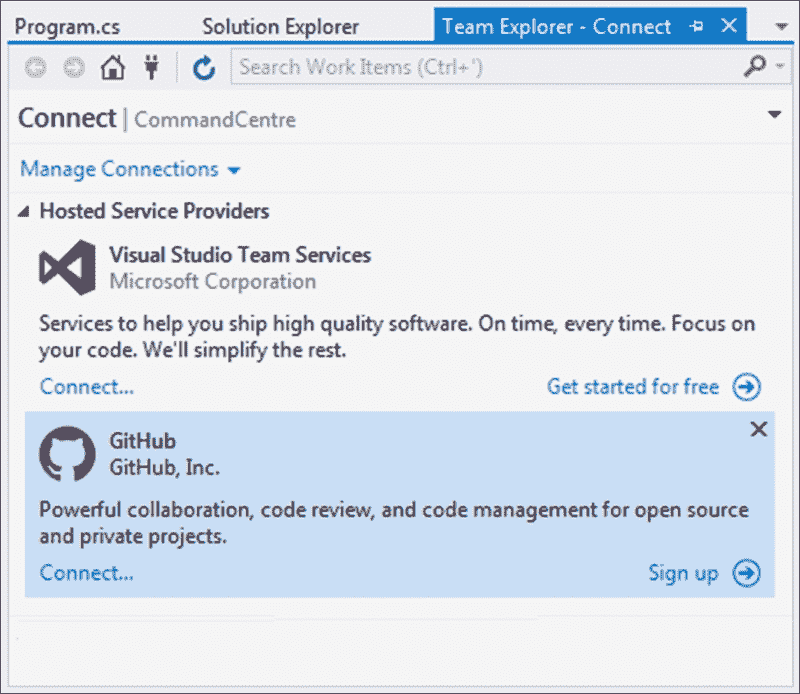 Program.cs Solution Explorer Team Explorer - Connect
Search Work Items (Ctrl+')
Connect | CommandCentre
Manage Connections
Hosted Service Providers
Visual Studio Team Services
Microsoft Corporation
Services to help you ship high quality software. On time, every time. Focus on
your code. We'll simplify the rest.
Connect... Get started for free
GitHub
GitHub, Inc.
Powerful collaboration, code review, and code management for open source
and private projects.
Connect... Sign up